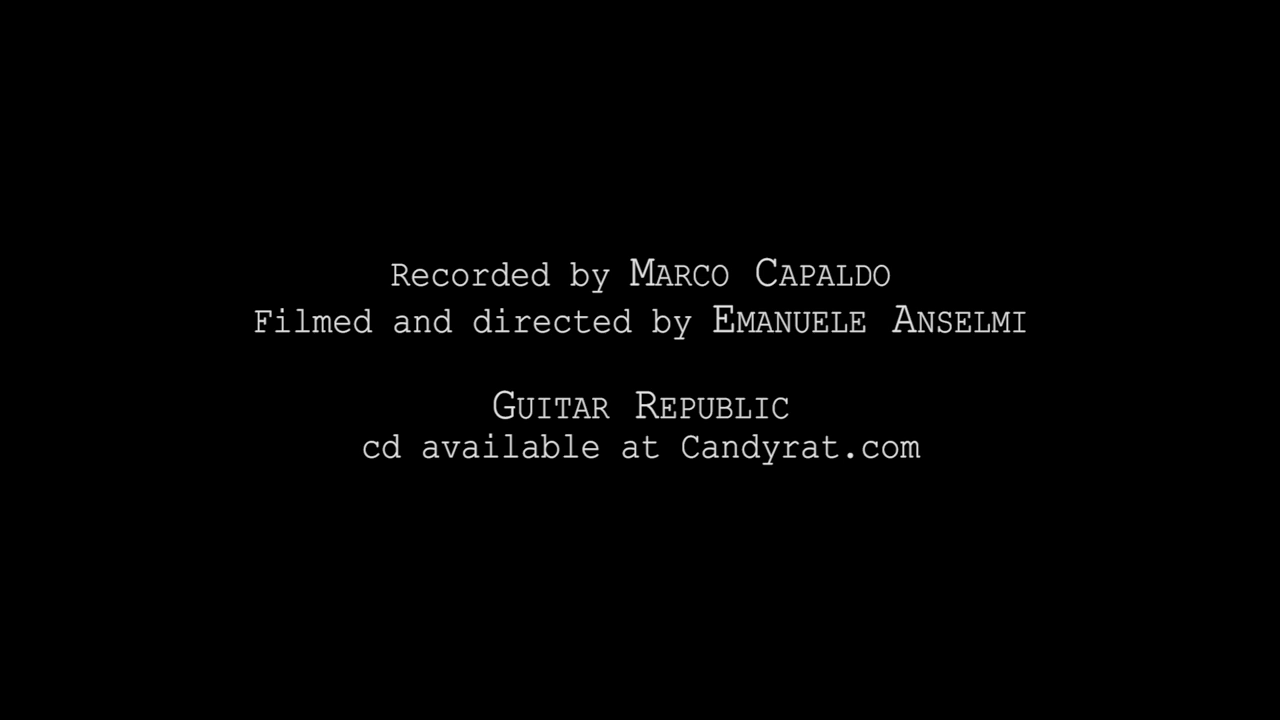 Recorded by MARCO CAPALDO
Filmed and directed by EMANUELE ANSELMI
GUITAR REPUBLIC
cd available at Candyrat.com